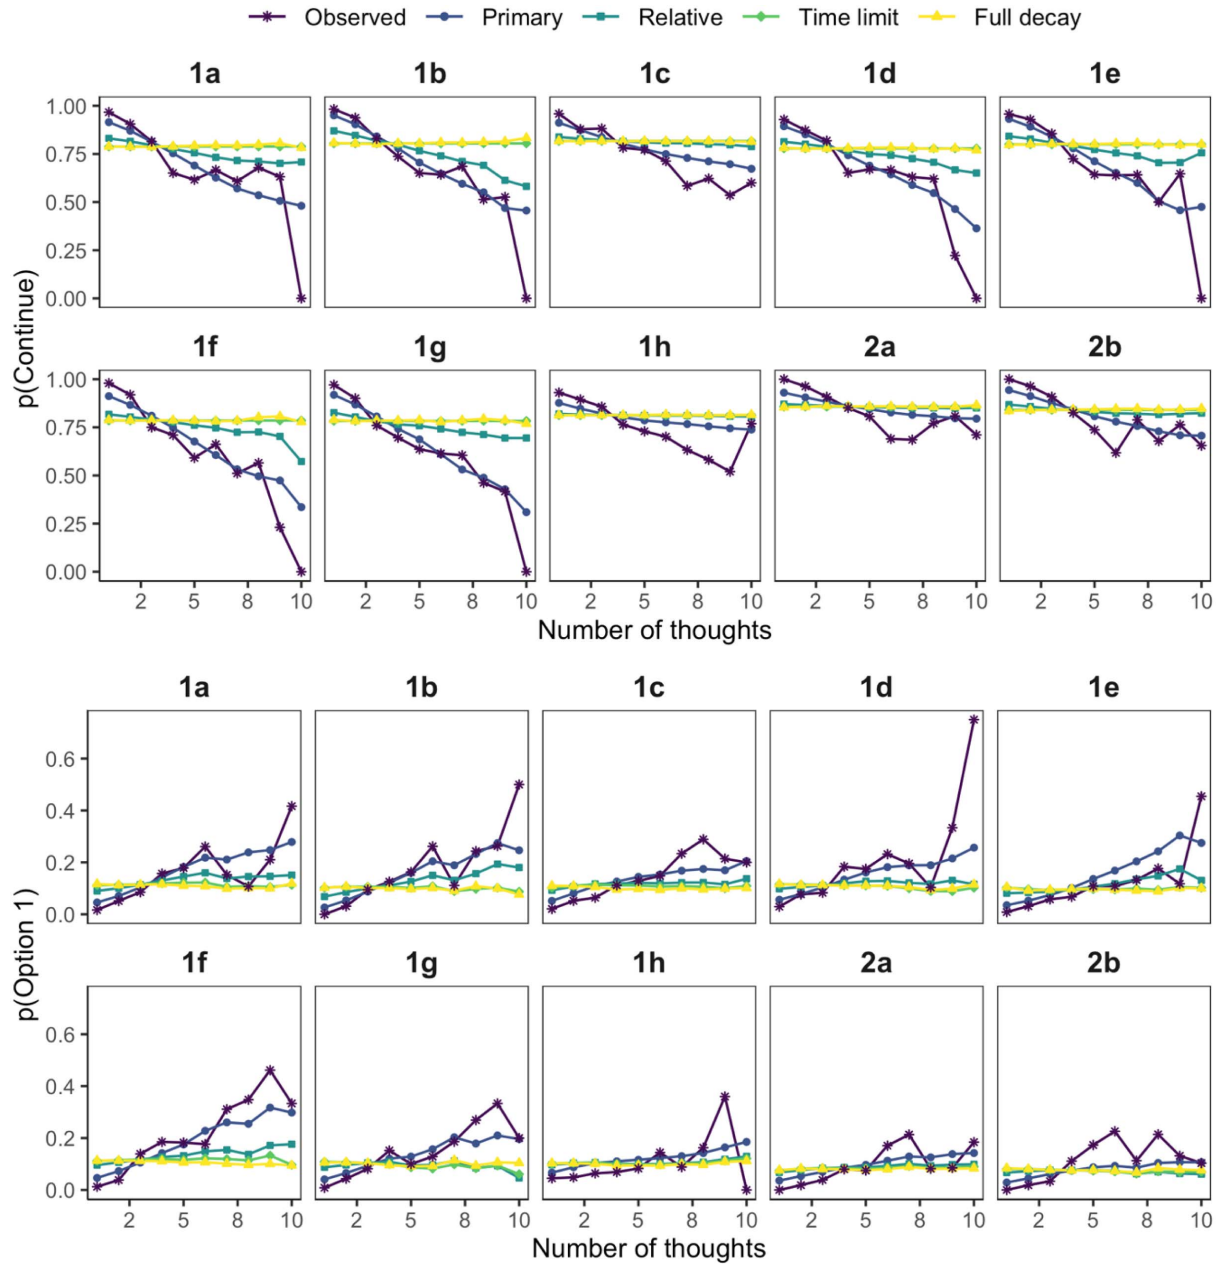 Observed Primary Relative Time limit Full decay
1a 1b 1c 1d 1e
1.00
0.75
0.50
0.25
0.00
p(Continue)
1f 1g 1h 2a 2b
1.00
0.75
0.50
0.25
0.00
2 5 8 10 2 5 8 10 2 5 8 10 2 5 8 10 2 5 8 10
Number of thoughts
1a 1b 1c 1d 1e
0.6
0.4
0.2
0.0
p(Option 1)
1f 1g 1h 2a 2b
0.6
0.4
0.2
0.0
2 5 8 10 2 5 8 10 2 5 8 10 2 5 8 10 2 5 8 10
Number of thoughts